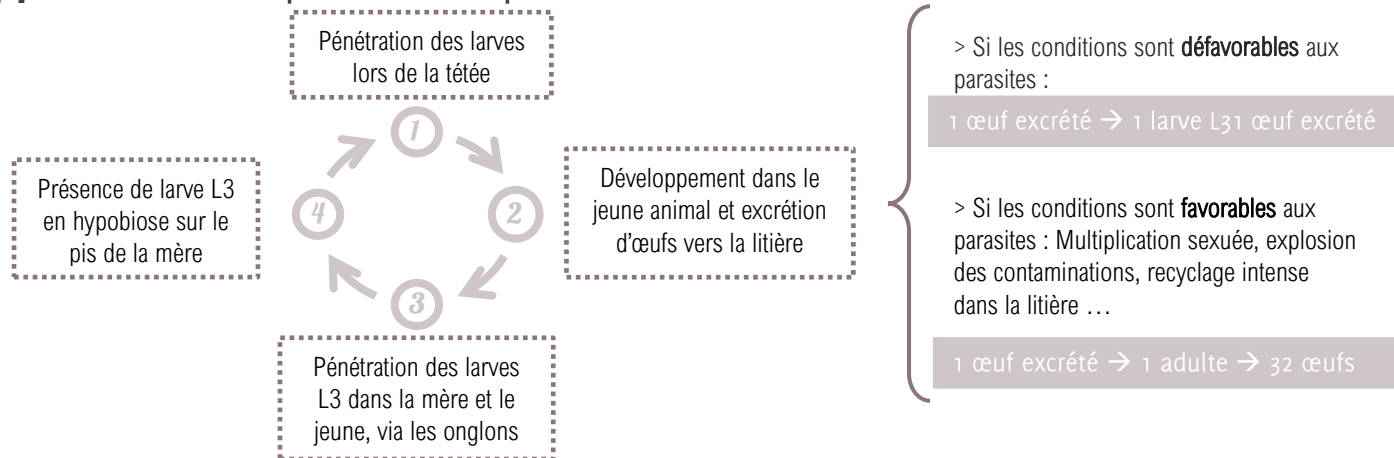 Pénétration des larves
lors de la tétée
1
2
Développement dans le
jeune animal et excrétion
d'œufs vers la litière
3
Pénétration des larves
L3 dans la mère et le
jeune, via les onglons
4
Présence de larve L3
en hypobiose sur le
pis de la mère
> Si les conditions sont défavorables aux
parasites :
1 œuf excrété → 1 larve L31 œuf excrété
> Si les conditions sont favorables aux
parasites : Multiplication sexuée, explosion
des contaminations, recyclage intense
dans la litière …
1 œuf excrété → 1 adulte → 32 œufs